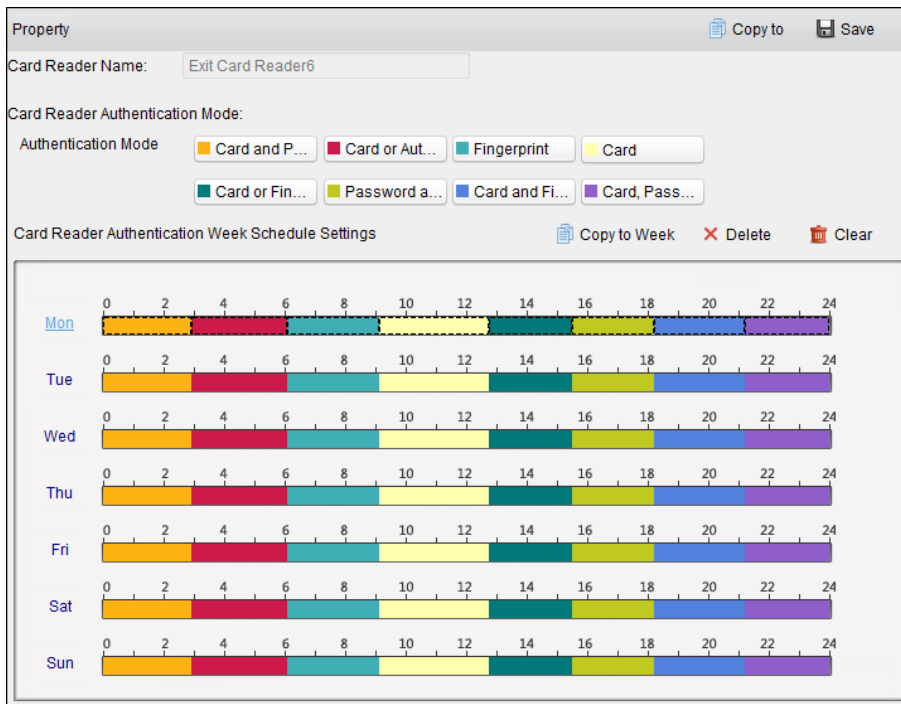 Property Copy to Save
Card Reader Name: Exit Card Reader6
Card Reader Authentication Mode:
Authentication Mode Card and P... Card or Aut... Fingerprint Card
Card or Fin... Password a... Card and Fi... Card, Pass...
Card Reader Authentication Week Schedule Settings Copy to Week Delete Clear
0 2 4 6 8 10 12 14 16 18 20 22 24
Mon
0 2 4 6 8 10 12 14 16 18 20 22 24
Tue
0 2 4 6 8 10 12 14 16 18 20 22 24
Wed
0 2 4 6 8 10 12 14 16 18 20 22 24
Thu
0 2 4 6 8 10 12 14 16 18 20 22 24
Fri
0 2 4 6 8 10 12 14 16 18 20 22 24
Sat
0 2 4 6 8 10 12 14 16 18 20 22 24
Sun